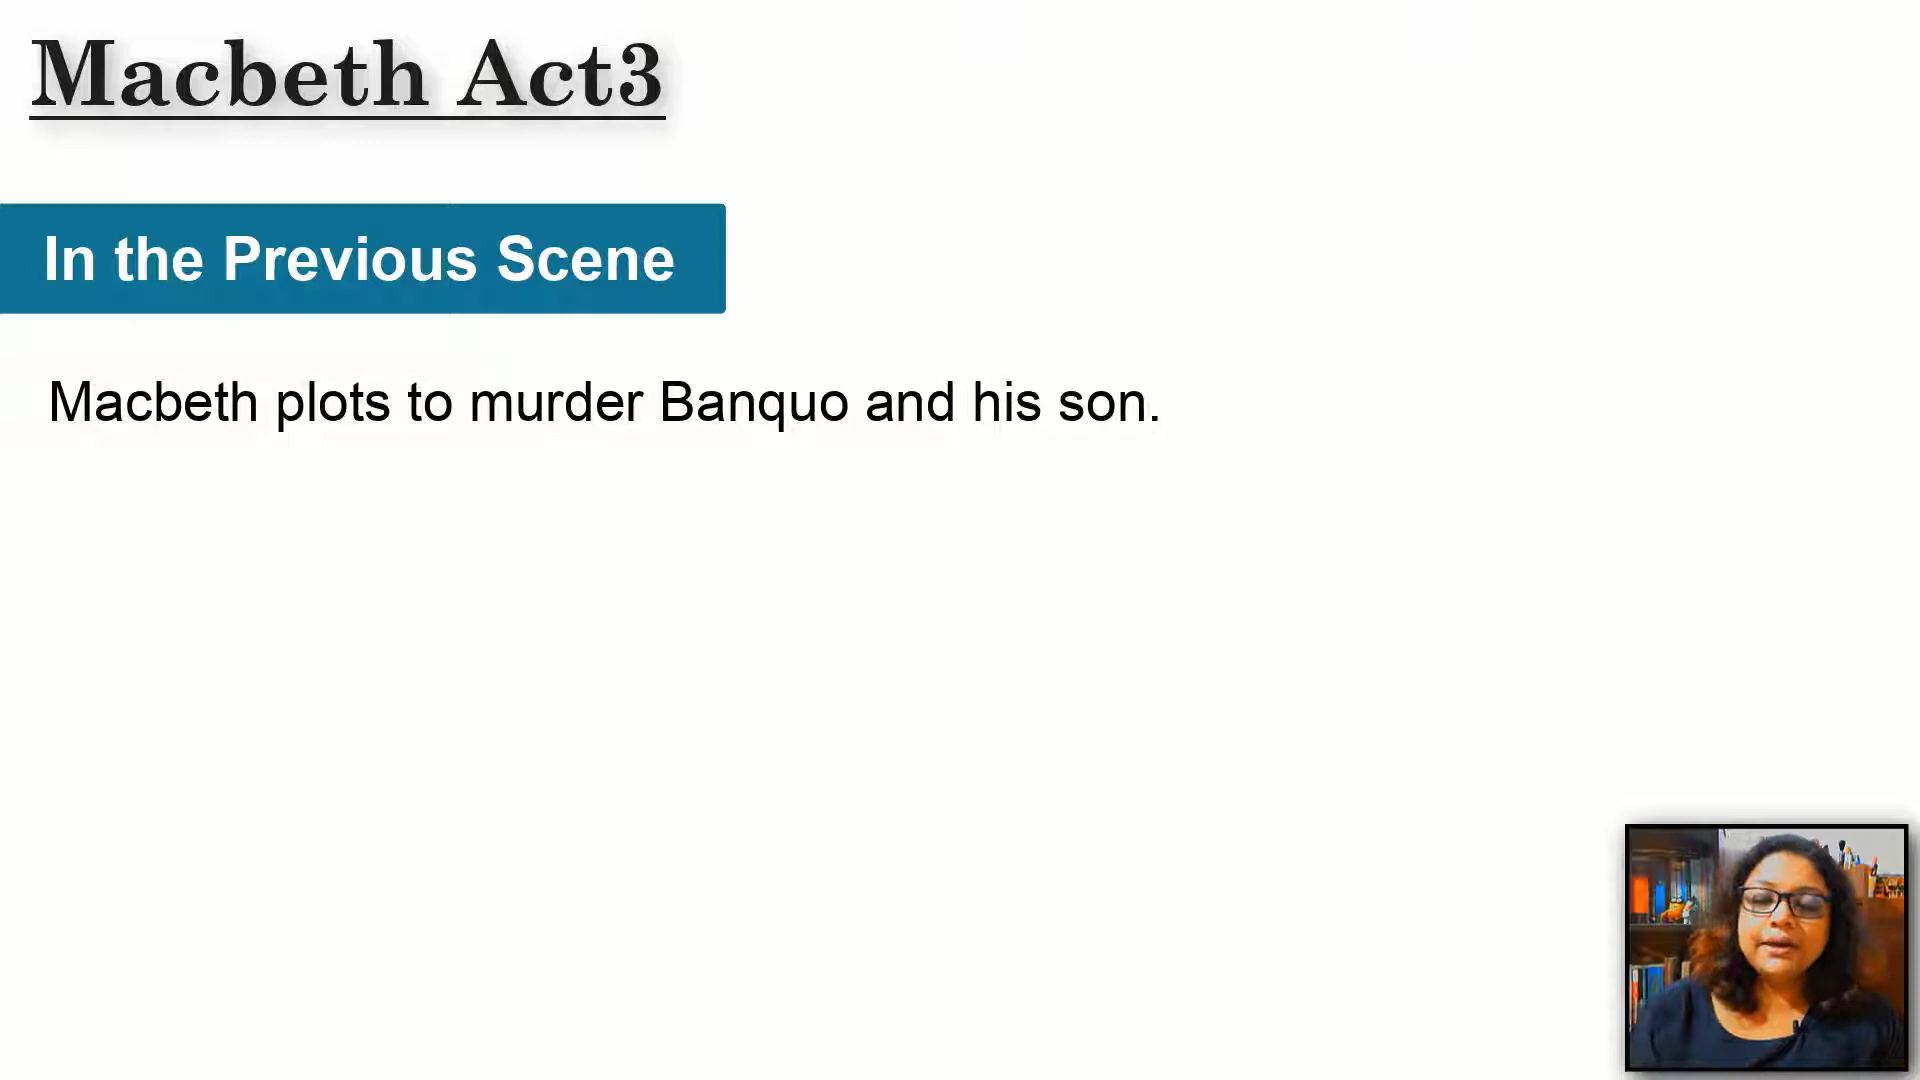 Macbeth Act3
In the Previous Scene
Macbeth plots to murder Banquo and his son.